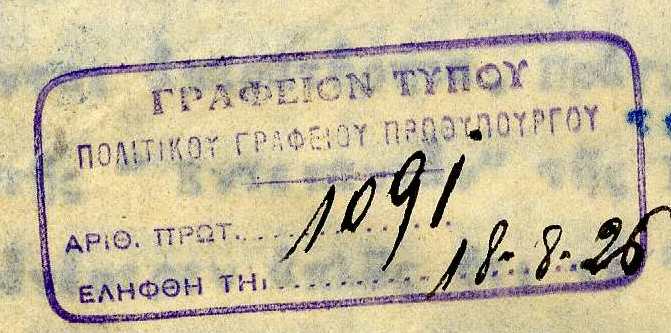 ΓΡΑΦΕΙΟΝ ΤΥΠΟΥ
ΠΟΛΙΤΙΚΟΥ ΓΡΑΦΕΙΟΥ ΠΡΩΘΥΠΟΥΡΓΟΥ
ΑΡΙΘ. ΠΡΩΤ. 1091
ΕΛΗΦΘΗ ΤΗι 18-8-26